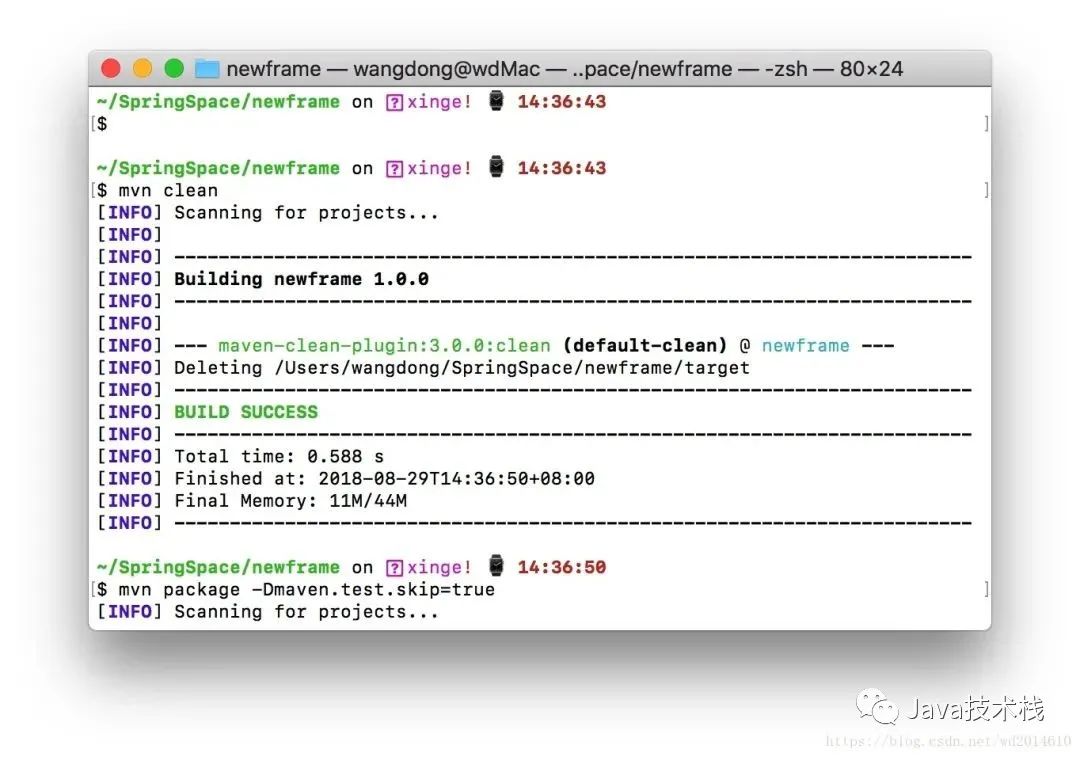 newframe — wangdong@wdMac — ..pace/newframe — -zsh — 80×24
~/SpringSpace/newframe on xinge! 14:36:43
[$ ]
~/SpringSpace/newframe on xinge! 14:36:43
[$ mvn clean ]
[INFO] Scanning for projects...
[INFO]
[INFO] ------------------------------------------------------------------------
[INFO] Building newframe 1.0.0
[INFO] ------------------------------------------------------------------------
[INFO]
[INFO] --- maven-clean-plugin:3.0.0:clean (default-clean) @ newframe ---
[INFO] Deleting /Users/wangdong/SpringSpace/newframe/target
[INFO] ------------------------------------------------------------------------
[INFO] BUILD SUCCESS
[INFO] ------------------------------------------------------------------------
[INFO] Total time: 0.588 s
[INFO] Finished at: 2018-08-29T14:36:50+08:00
[INFO] Final Memory: 11M/44M
[INFO] ------------------------------------------------------------------------
~/SpringSpace/newframe on xinge! 14:36:50
[$ mvn package -Dmaven.test.skip=true ]
[INFO] Scanning for projects...
Java技术栈
https://blog.csdn.net/wd2014610